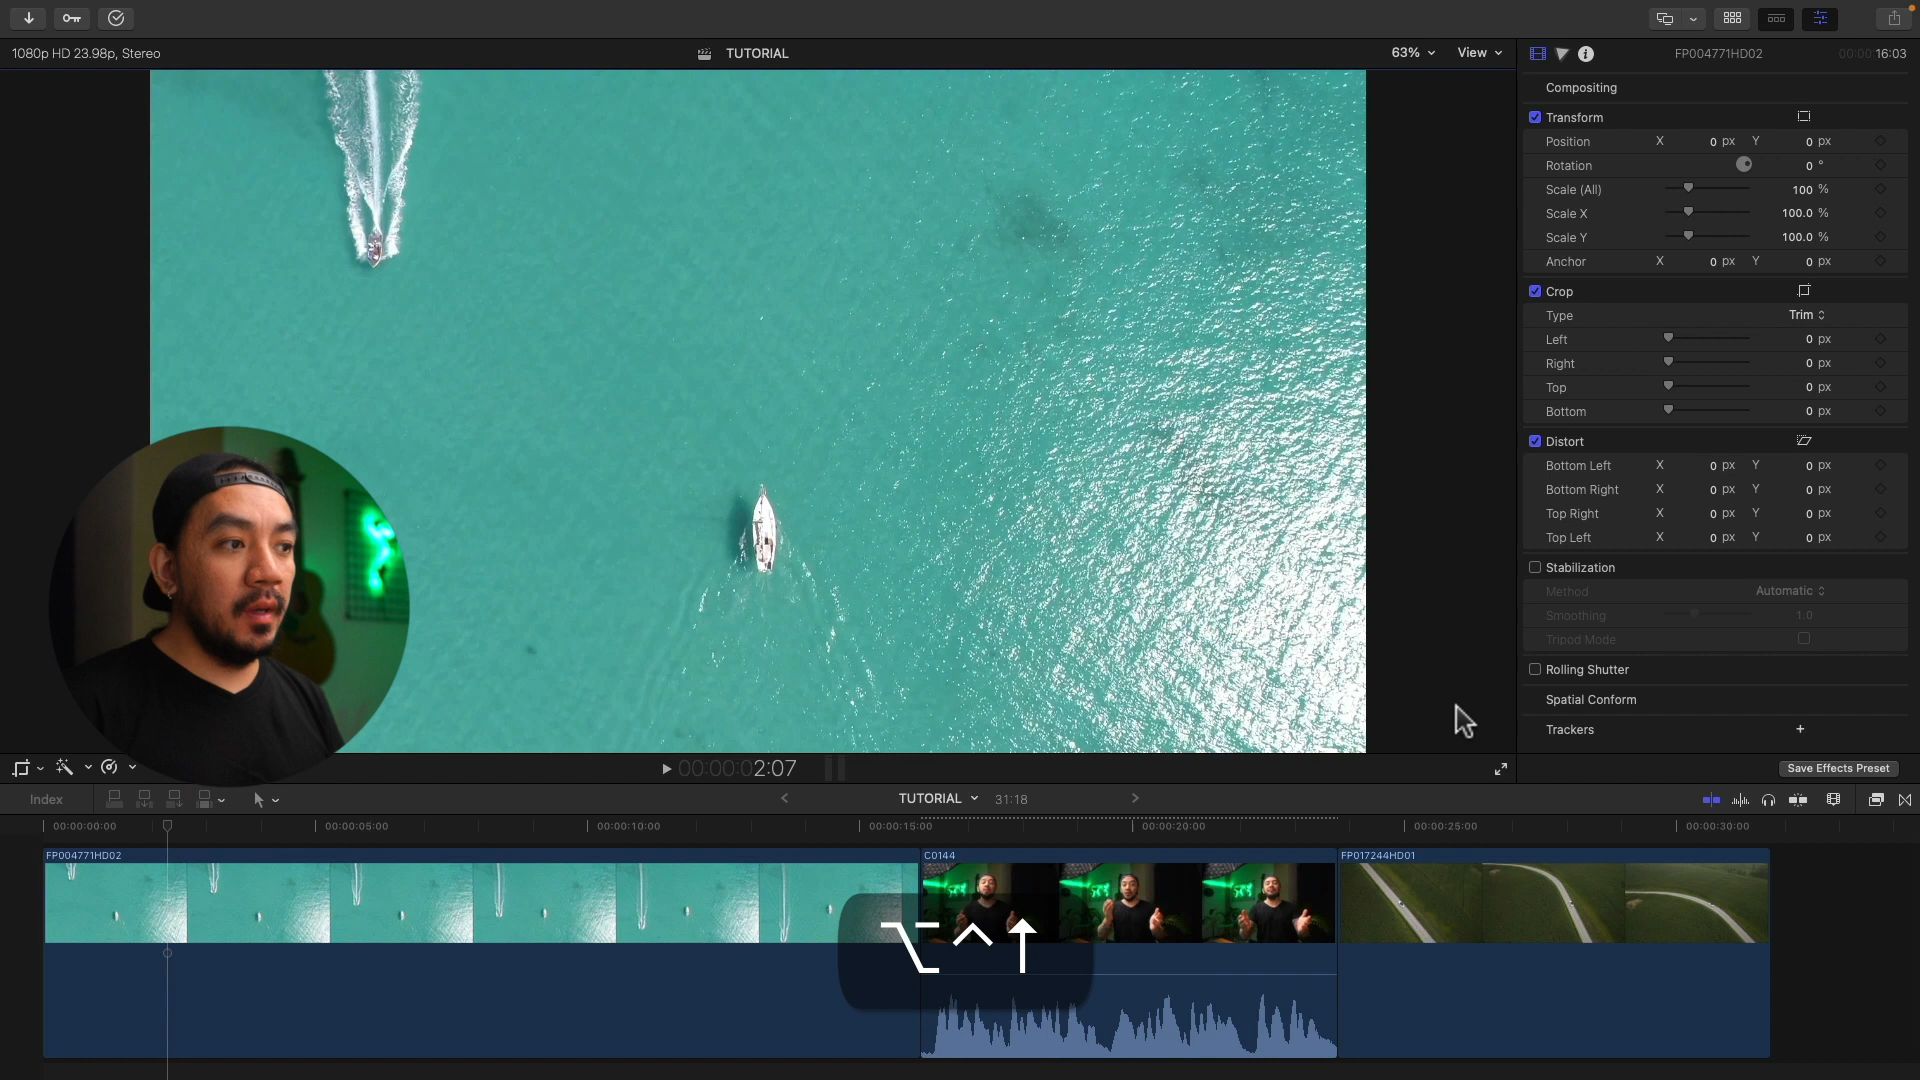 1080p HD 23.98p, Stereo
TUTORIAL
63%
View
FP004771HD02
00:00:16:03
Compositing
Transform
Position X 0 px Y 0 px
Rotation 0 °
Scale (All) 100 %
Scale X 100.0 %
Scale Y 100.0 %
Anchor X 0 px Y 0 px
Crop
Type Trim
Left 0 px
Right 0 px
Top 0 px
Bottom 0 px
Distort
Bottom Left X 0 px Y 0 px
Bottom Right X 0 px Y 0 px
Top Right X 0 px Y 0 px
Top Left X 0 px Y 0 px
Stabilization
Method Automatic
Smoothing 1.0
Tripod Mode
Rolling Shutter
Spatial Conform
Trackers +
00:00:02:07
Save Effects Preset
Index
TUTORIAL 31:18
00:00:00:00 00:00:05:00 00:00:10:00 00:00:15:00 00:00:20:00 00:00:25:00 00:00:30:00
FP004771HD02 C0144 FP017244HD01
⌥^↑